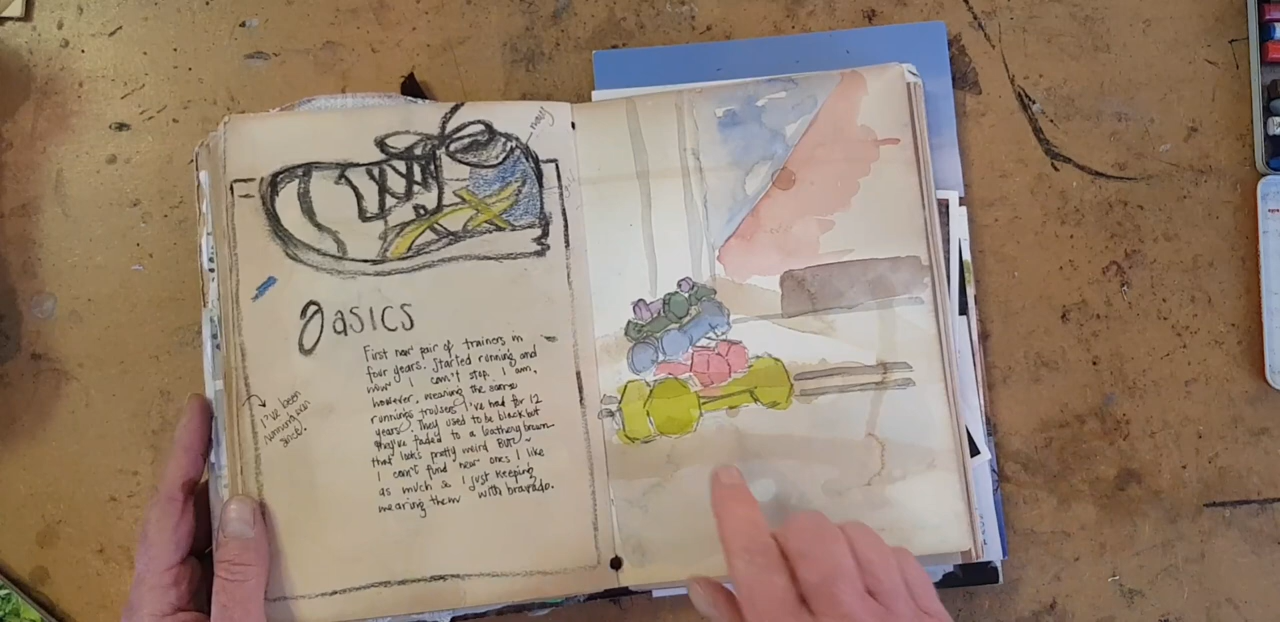 navy
asics
First new pair of trainers in
four years. Started running and
now I can't stop. I am,
however, wearing the same
runnings trousers I've had for 12
years. They used to be black but
they've faded to a leathery brown
that looks pretty weird BUT
I can't find new ones I like
as much so I just keeping
wearing them with bravado.
I've been
running ever
since!